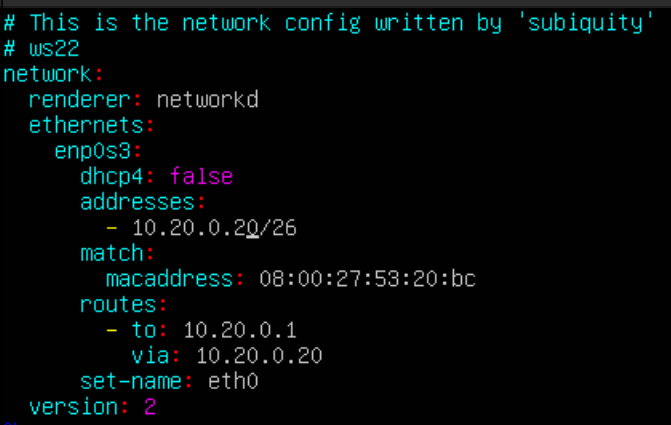 # This is the network config written by 'subiquity'
# ws22
network:
  renderer: networkd
  ethernets:
    enp0s3:
      dhcp4: false
      addresses:
        - 10.20.0.20/26
      match:
        macaddress: 08:00:27:53:20:bc
      routes:
        - to: 10.20.0.1
          via: 10.20.0.20
      set-name: eth0
  version: 2